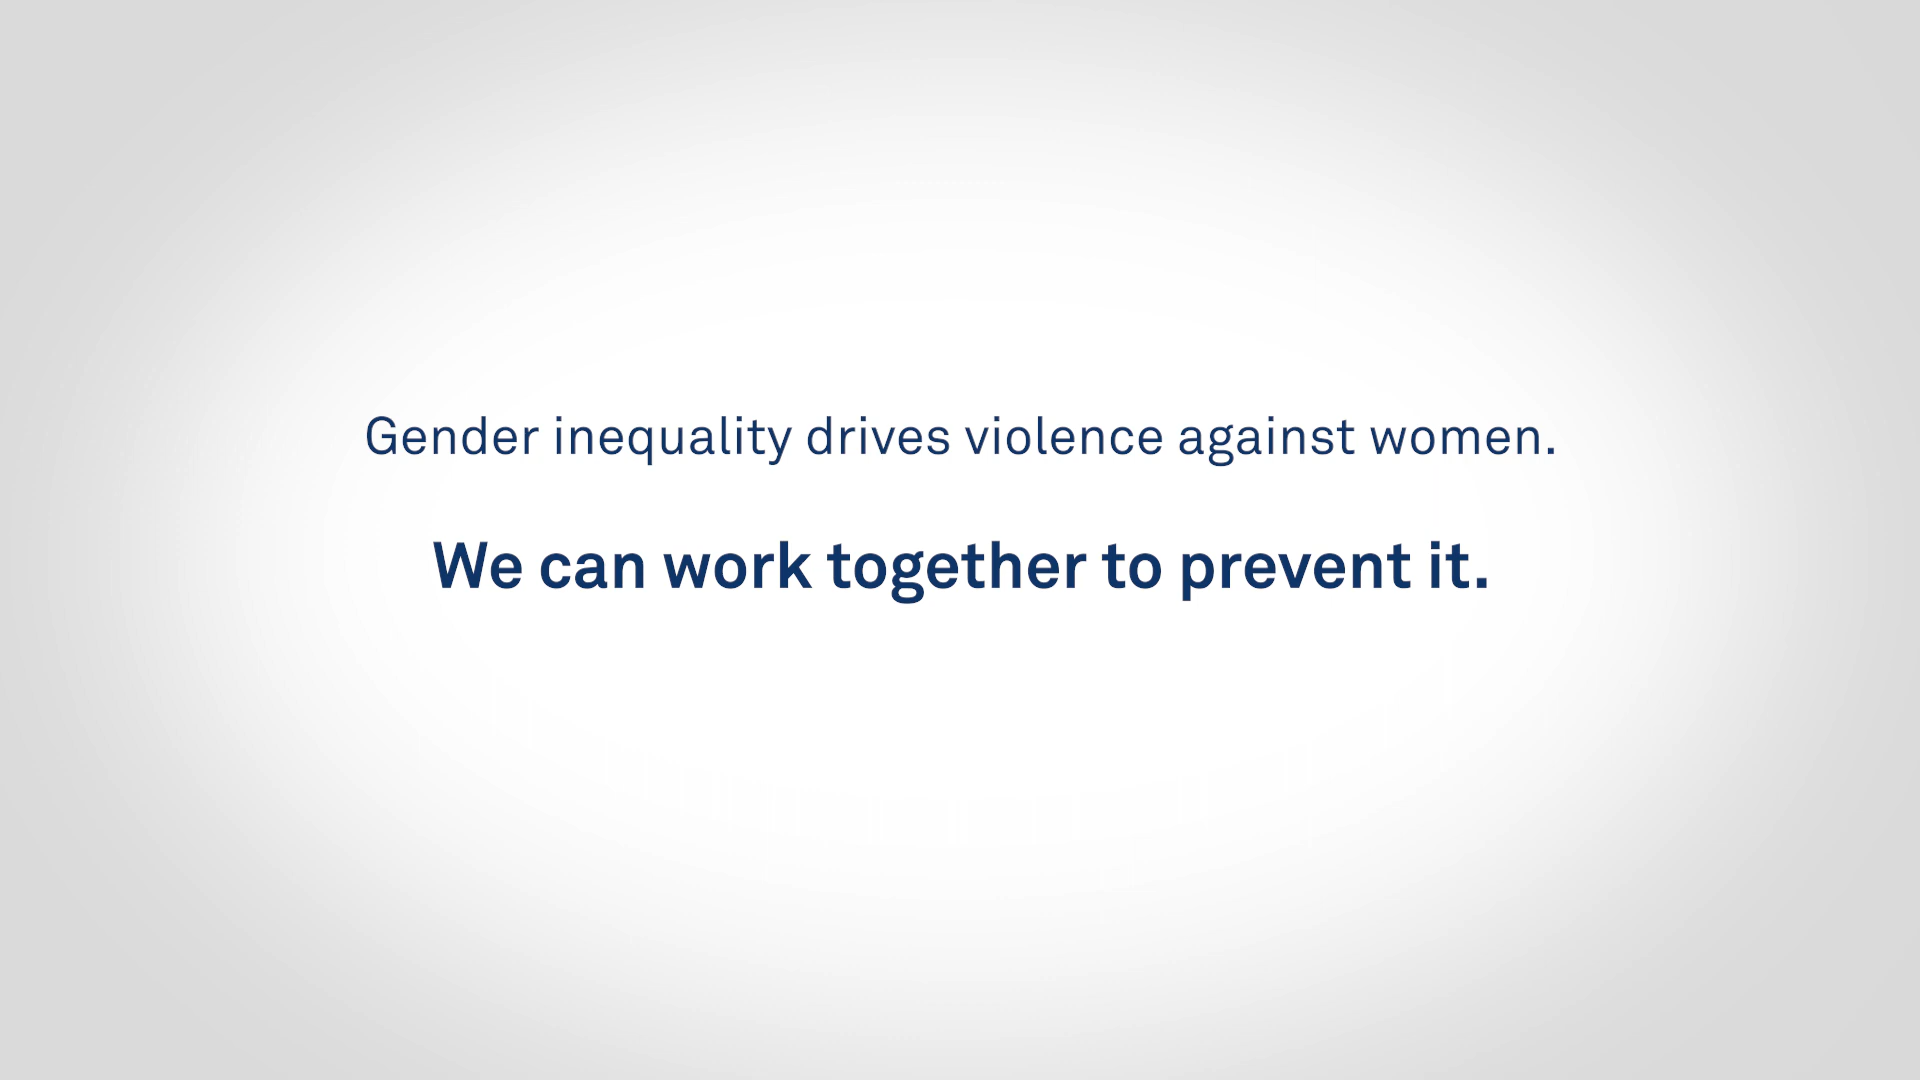 Gender inequality drives violence against women.
We can work together to prevent it.